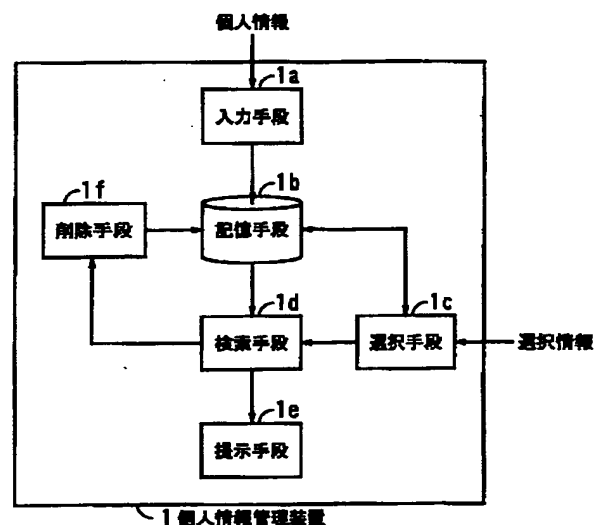 個人情報
1a
入力手段
1b
1f
記憶手段
削除手段
1d
1c
検索手段
選択手段
選択情報
1e
提示手段
1 個人情報管理装置